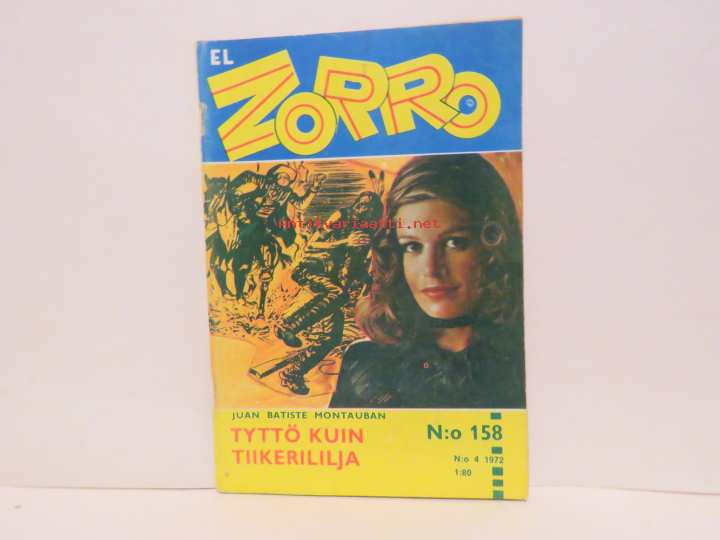 EL
ZORRO
antikvariaatti.net
JUAN BATISTE MONTAUBAN
TYTTÖ KUIN
TIIKERILILJA
N:o 158
N:o 4 1972
1:80